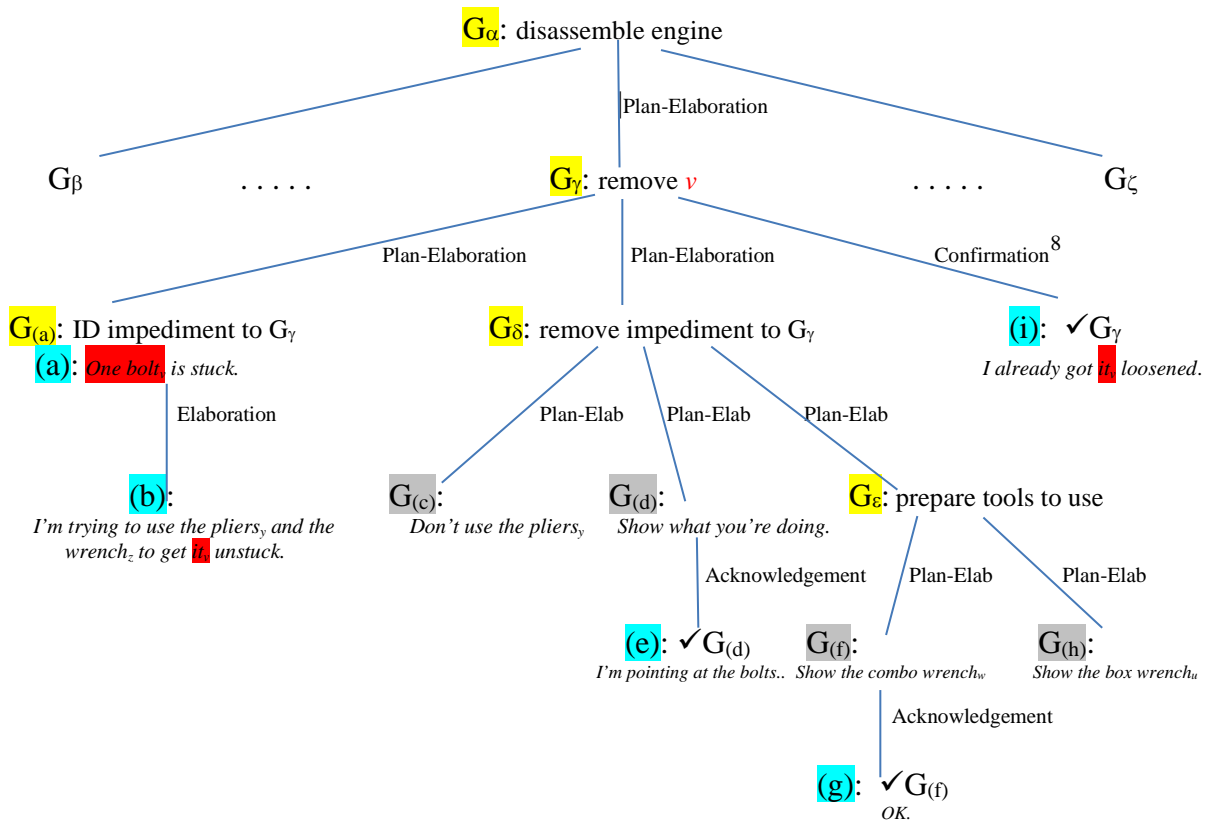 Gα: disassemble engine
Plan-Elaboration
Gβ
. . . . .
Gγ: remove v
. . . . .
Gζ
Plan-Elaboration
Plan-Elaboration
Confirmation8
G(a): ID impediment to Gγ
Gδ: remove impediment to Gγ
(i): ✓Gγ
(a): One boltv is stuck.
I already got itv loosened.
Elaboration
Plan-Elab
Plan-Elab
Plan-Elab
(b):
G(c):
G(d):
Gε: prepare tools to use
I'm trying to use the pliersy and the
wrenchz to get itv unstuck.
Don't use the pliersy
Show what you're doing.
Acknowledgement
Plan-Elab
Plan-Elab
(e): ✓G(d)
G(f):
G(h):
I'm pointing at the bolts..
Show the combo wrenchw
Show the box wrenchu
Acknowledgement
(g): ✓G(f)
OK.